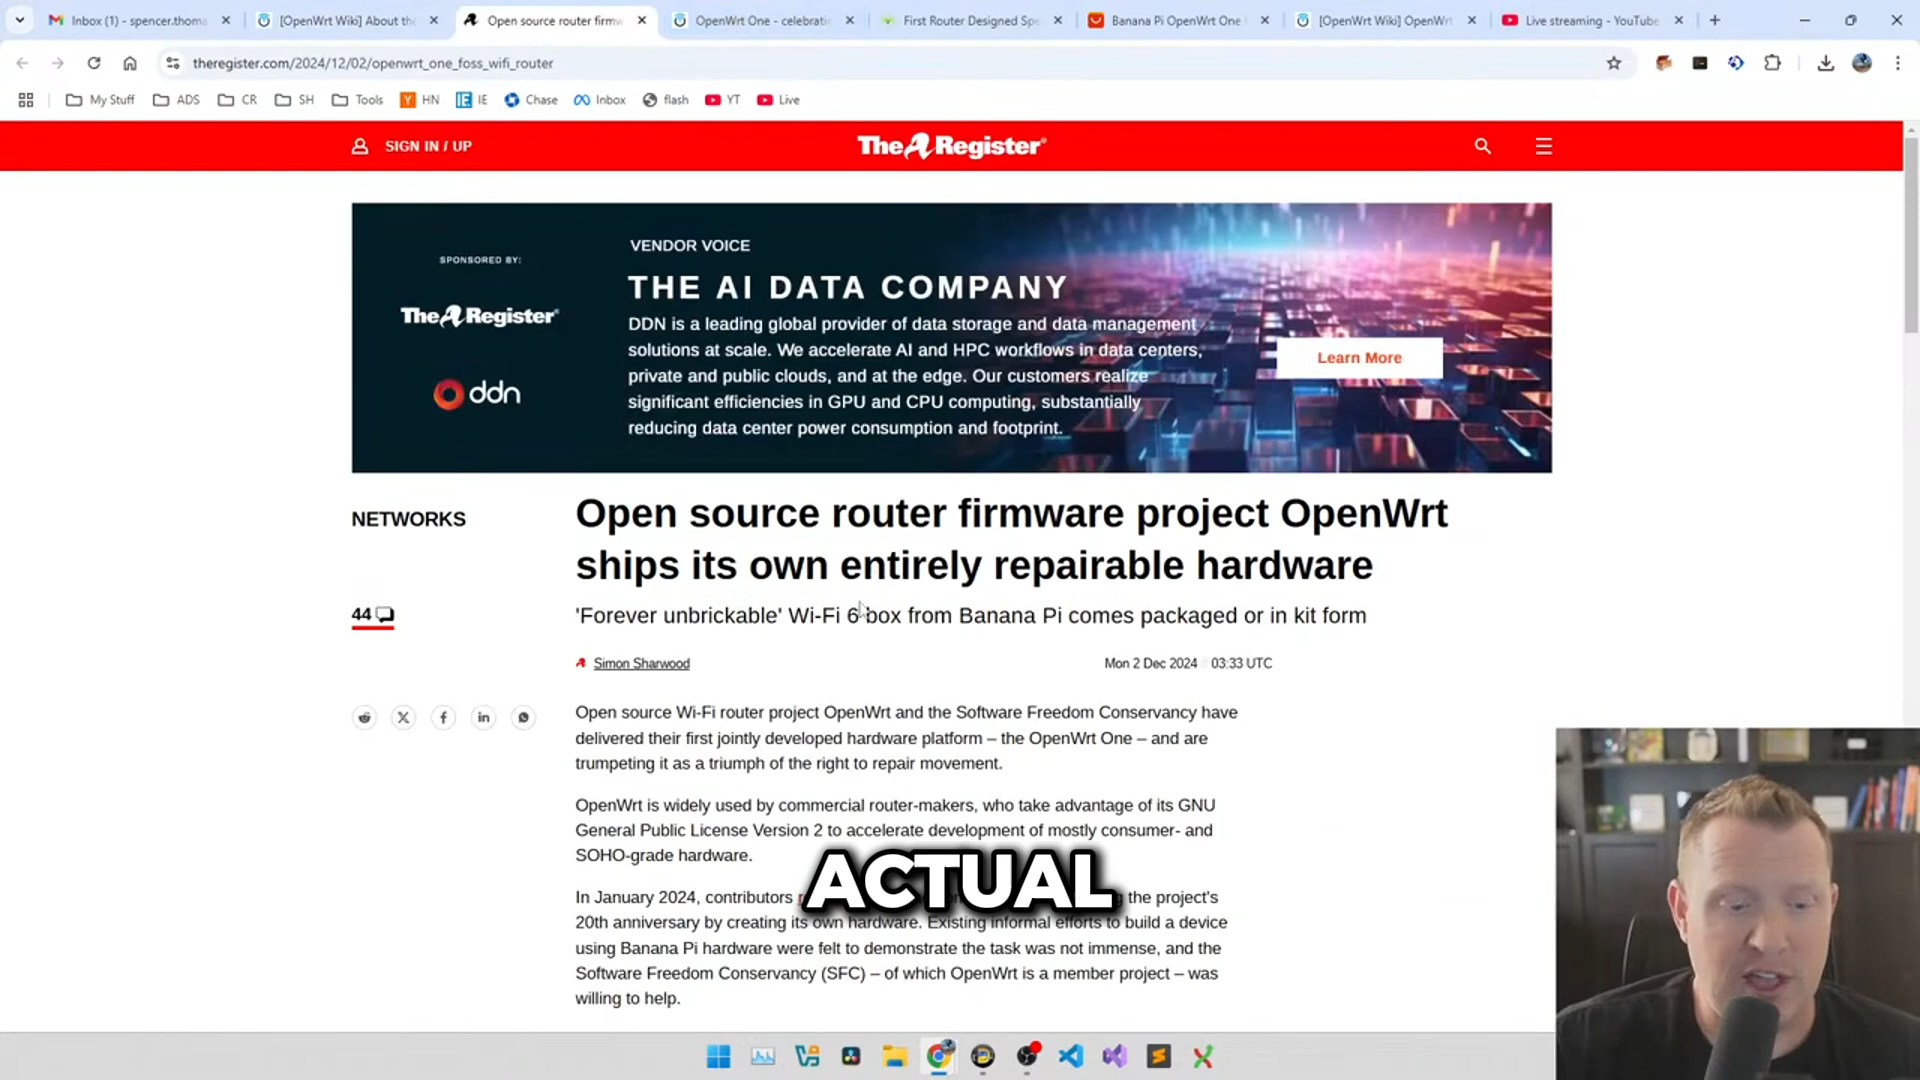 Inbox (1) - spencer.thoma
[OpenWrt Wiki] About the
Open source router firmw
OpenWrt One - celebrati
First Router Designed Spe
Banana Pi OpenWrt One
[OpenWrt Wiki] OpenWrt
Live streaming - YouTube
theregister.com/2024/12/02/openwrt_one_foss_wifi_router
My Stuff
ADS
CR
SH
Tools
HN
IE
Chase
Inbox
flash
YT
Live
SIGN IN / UP
The Register
SPONSORED BY:
The Register
ddn
VENDOR VOICE
THE AI DATA COMPANY
DDN is a leading global provider of data storage and data management
solutions at scale. We accelerate AI and HPC workflows in data centers,
private and public clouds, and at the edge. Our customers realize
significant efficiencies in GPU and CPU computing, substantially
reducing data center power consumption and footprint.
Learn More
NETWORKS
Open source router firmware project OpenWrt
ships its own entirely repairable hardware
44
'Forever unbrickable' Wi-Fi 6 box from Banana Pi comes packaged or in kit form
Simon Sharwood
Mon 2 Dec 2024 03:33 UTC
Open source Wi-Fi router project OpenWrt and the Software Freedom Conservancy have
delivered their first jointly developed hardware platform – the OpenWrt One – and are
trumpeting it as a triumph of the right to repair movement.
OpenWrt is widely used by commercial router-makers, who take advantage of its GNU
General Public License Version 2 to accelerate development of mostly consumer- and
SOHO-grade hardware.
ACTUAL
In January 2024, contributors the project's
20th anniversary by creating its own hardware. Existing informal efforts to build a device
using Banana Pi hardware were felt to demonstrate the task was not immense, and the
Software Freedom Conservancy (SFC) – of which OpenWrt is a member project – was
willing to help.